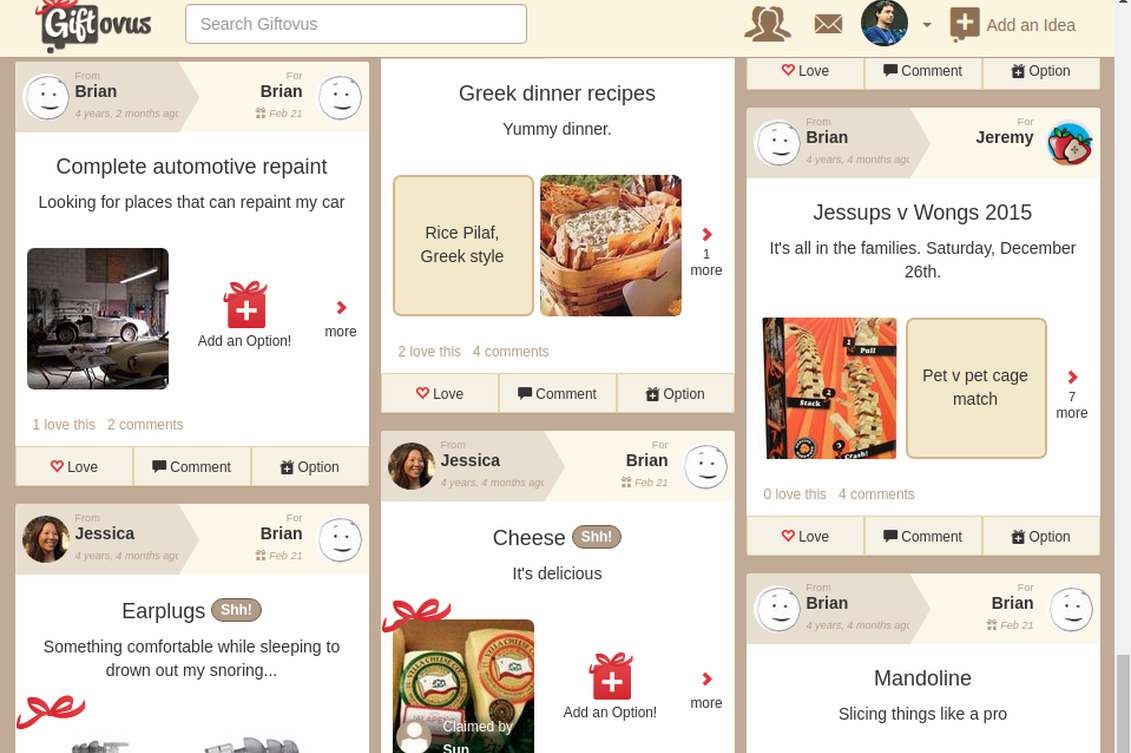 Giftovus
Search Giftovus
Add an Idea
From
Brian
4 years, 2 months ago
For
Brian
Feb 21
Complete automotive repaint
Looking for places that can repaint my car
Add an Option!
more
1 love this 2 comments
Love Comment Option
From
Jessica
4 years, 4 months ago
For
Brian
Feb 21
Earplugs Shh!
Something comfortable while sleeping to
drown out my snoring...
Greek dinner recipes
Yummy dinner.
Rice Pilaf,
Greek style
1
more
2 love this 4 comments
Love Comment Option
From
Jessica
4 years, 4 months ago
For
Brian
Feb 21
Cheese Shh!
It's delicious
VELLA CHEESE CO
Claimed by
Sun
Add an Option!
more
Love Comment Option
From
Brian
4 years, 4 months ago
For
Jeremy
Jessups v Wongs 2015
It's all in the families. Saturday, December
26th.
1 Pull
2
Stack
Crash!
Pet v pet cage
match
7
more
0 love this 4 comments
Love Comment Option
From
Brian
4 years, 4 months ago
For
Brian
Feb 21
Mandoline
Slicing things like a pro